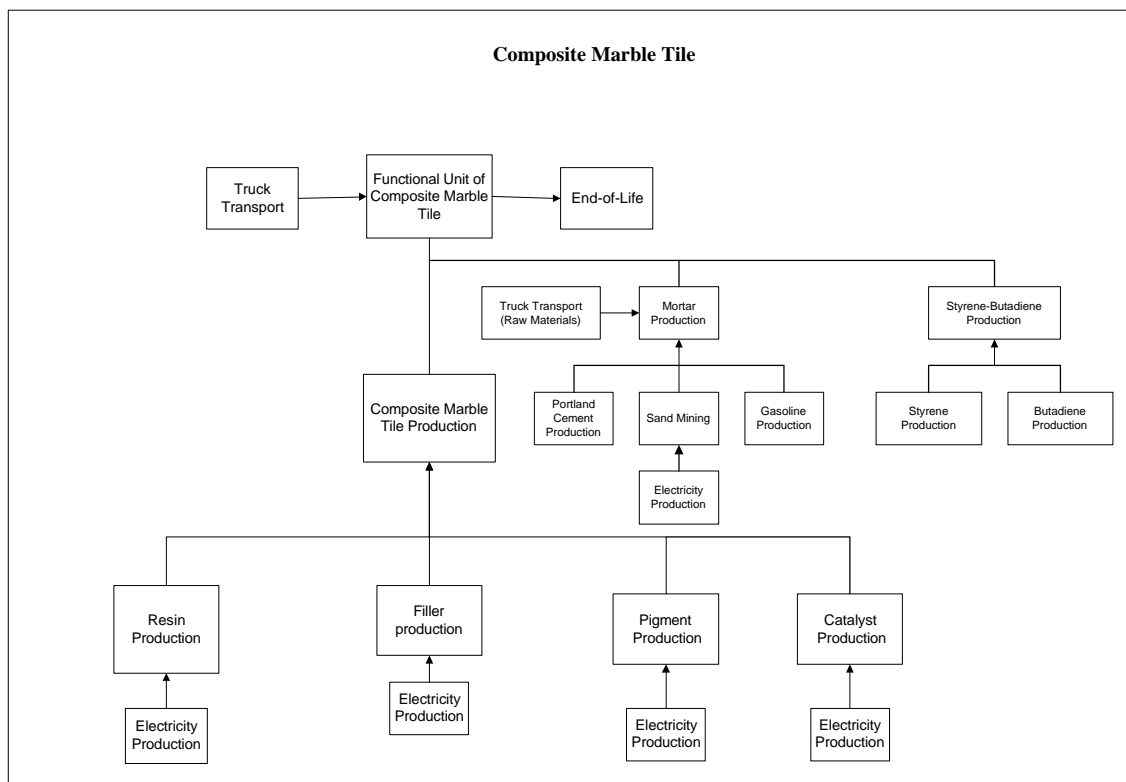 Composite Marble Tile
Truck
Transport
Functional Unit of
Composite Marble
Tile
End-of-Life
Truck Transport
(Raw Materials)
Mortar
Production
Styrene-Butadiene
Production
Composite Marble
Tile Production
Portland
Cement
Production
Sand Mining
Gasoline
Production
Styrene
Production
Butadiene
Production
Electricity
Production
Resin
Production
Filler
production
Pigment
Production
Catalyst
Production
Electricity
Production
Electricity
Production
Electricity
Production
Electricity
Production